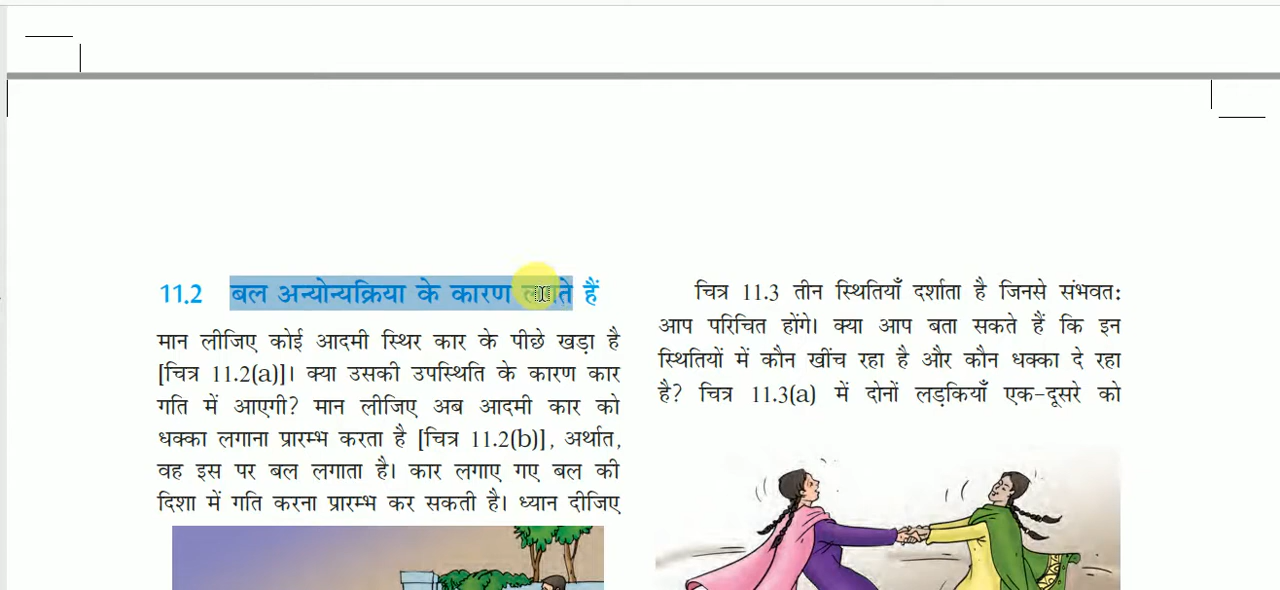 11.2 बल अन्योन्यक्रिया के कारण लगते हैं
मान लीजिए कोई आदमी स्थिर कार के पीछे खड़ा है
[चित्र 11.2(a)]। क्या उसकी उपस्थिति के कारण कार
गति में आएगी? मान लीजिए अब आदमी कार को
धक्का लगाना प्रारम्भ करता है [चित्र 11.2(b)], अर्थात,
वह इस पर बल लगाता है। कार लगाए गए बल की
दिशा में गति करना प्रारम्भ कर सकती है। ध्यान दीजिए
चित्र 11.3 तीन स्थितियाँ दर्शाता है जिनसे संभवत:
आप परिचित होंगे। क्या आप बता सकते हैं कि इन
स्थितियों में कौन खींच रहा है और कौन धक्का दे रहा
है? चित्र 11.3(a) में दोनों लड़कियाँ एक-दूसरे को